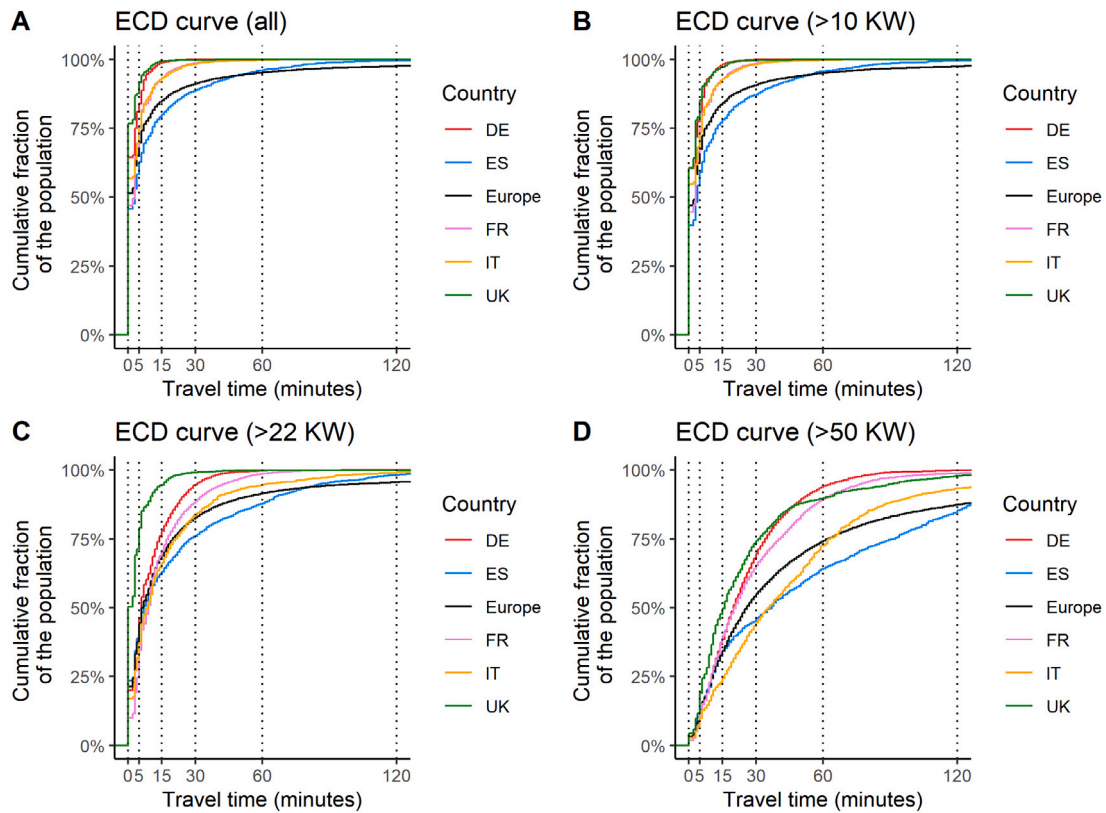 A ECD curve (all)
100%
75%
50%
25%
0%
Cumulative fraction
of the population
0 5 15 30 60 120
Travel time (minutes)
Country
DE
ES
Europe
FR
IT
UK
B ECD curve (>10 KW)
100%
75%
50%
25%
0%
Cumulative fraction
of the population
0 5 15 30 60 120
Travel time (minutes)
Country
DE
ES
Europe
FR
IT
UK
C ECD curve (>22 KW)
100%
75%
50%
25%
0%
Cumulative fraction
of the population
0 5 15 30 60 120
Travel time (minutes)
Country
DE
ES
Europe
FR
IT
UK
D ECD curve (>50 KW)
100%
75%
50%
25%
0%
Cumulative fraction
of the population
0 5 15 30 60 120
Travel time (minutes)
Country
DE
ES
Europe
FR
IT
UK